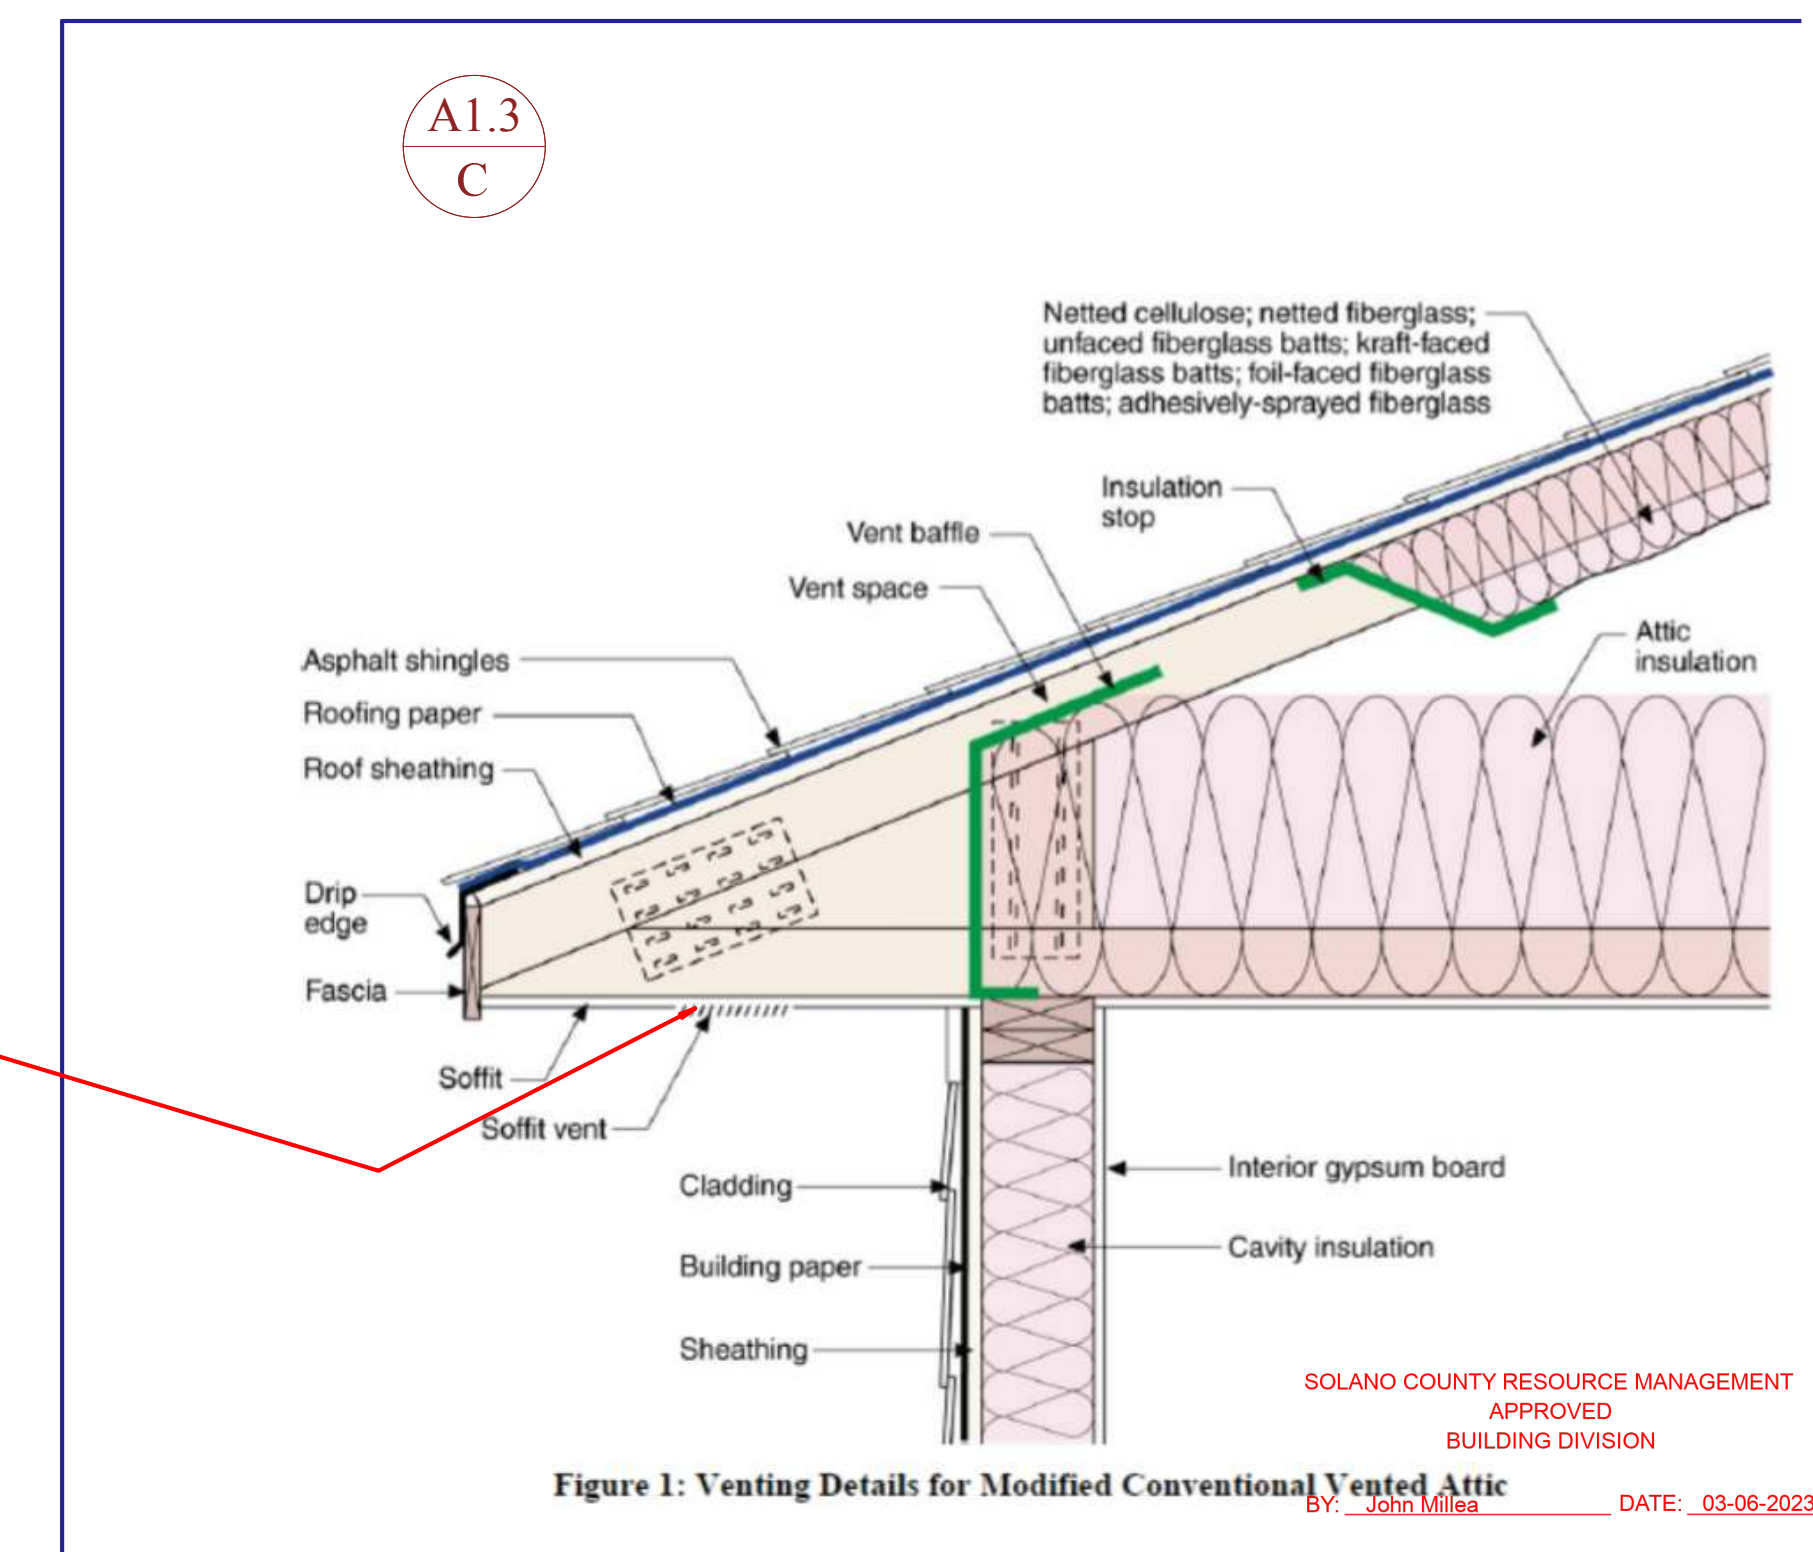 A1.3
C
Netted cellulose; netted fiberglass;
unfaced fiberglass batts; kraft-faced
fiberglass batts; foil-faced fiberglass
batts; adhesively-sprayed fiberglass
Insulation
stop
Vent baffle
Vent space
Attic
insulation
Asphalt shingles
Roofing paper
Roof sheathing
Drip
edge
Fascia
Soffit
Soffit vent
Cladding
Interior gypsum board
Cavity insulation
Building paper
Sheathing
SOLANO COUNTY RESOURCE MANAGEMENT
APPROVED
BUILDING DIVISION
Figure 1: Venting Details for Modified Conventional Vented Attic
BY: John Millea DATE: 03-06-2023